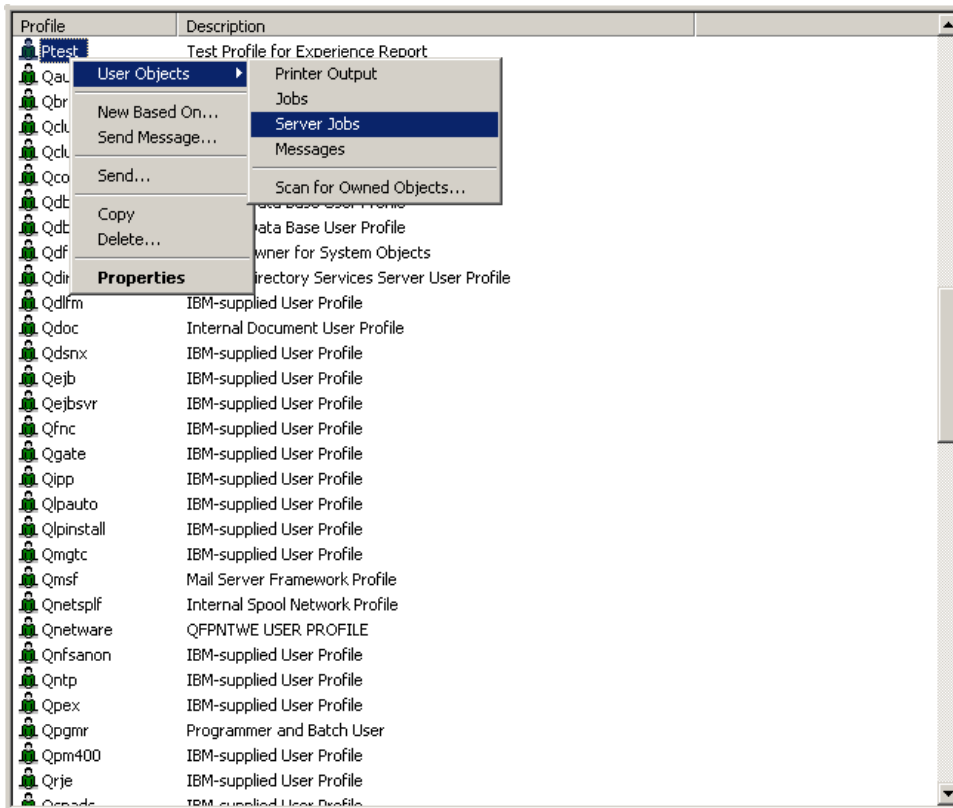 Profile Description
Ptest Test Profile for Experience Report
User Objects
Printer Output
Jobs
Server Jobs
Messages
Scan for Owned Objects...
New Based On...
Send Message...
Send...
Copy
Delete...
Properties
Data Base User Profile
Owner for System Objects
Directory Services Server User Profile
Qdlfm IBM-supplied User Profile
Qdoc Internal Document User Profile
Qdsnx IBM-supplied User Profile
Qejb IBM-supplied User Profile
Qejbsvr IBM-supplied User Profile
Qfnc IBM-supplied User Profile
Qgate IBM-supplied User Profile
Qipp IBM-supplied User Profile
Qlpauto IBM-supplied User Profile
Qlpinstall IBM-supplied User Profile
Qmgtc IBM-supplied User Profile
Qmsf Mail Server Framework Profile
Qnetsplf Internal Spool Network Profile
Qnetware QFPNTWE USER PROFILE
Qnfsanon IBM-supplied User Profile
Qntp IBM-supplied User Profile
Qpex IBM-supplied User Profile
Qpgmr Programmer and Batch User
Qpm400 IBM-supplied User Profile
Qrje IBM-supplied User Profile
IBM-supplied User Profile